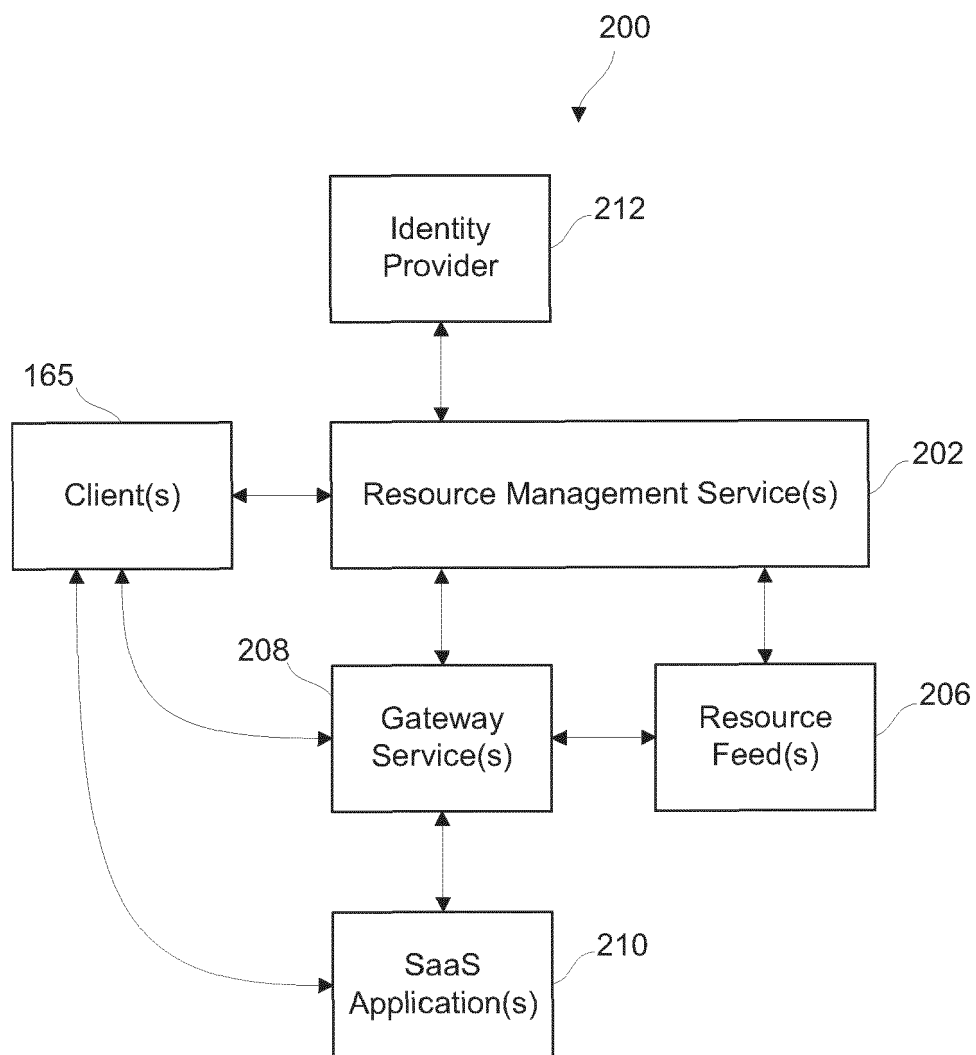 200
Identity
Provider
212
165
Client(s)
Resource Management Service(s)
202
208
Gateway
Service(s)
Resource
Feed(s)
206
SaaS
Application(s)
210